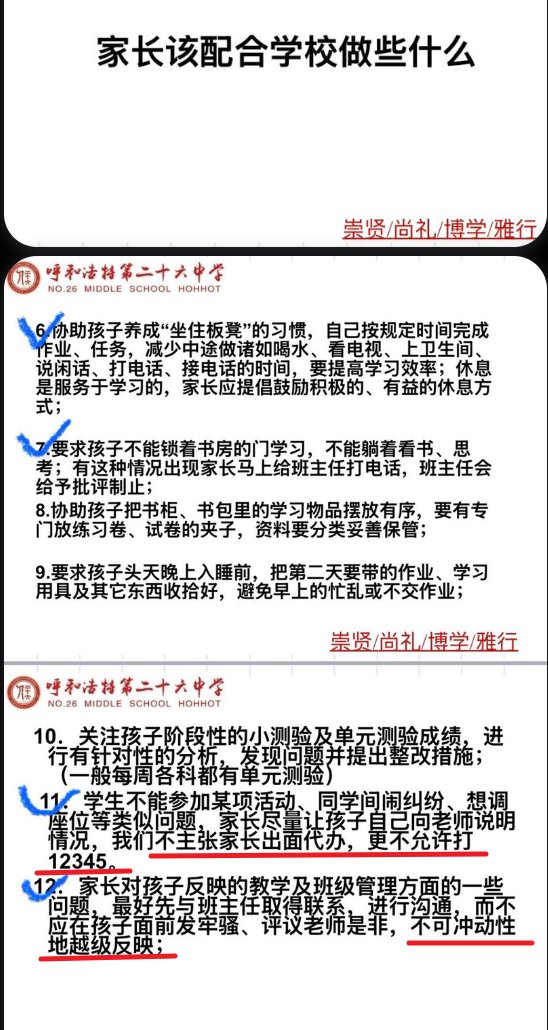 家长该配合学校做些什么
崇贤/尚礼/博学/雅行
呼和浩特第二十六中学
NO.26 MIDDLE SCHOOL HOHHOT
6.协助孩子养成“坐住板凳”的习惯，自己按规定时间完成
作业、任务，减少中途做诸如喝水、看电视、上卫生间、
说闲话、打电话、接电话的时间，要提高学习效率；休息
是服务于学习的，家长应提倡鼓励积极的、有益的休息方
式；
7.要求孩子不能锁着书房的门学习，不能躺着看书、思
考；有这种情况出现家长马上给班主任打电话，班主任会
给予批评制止；
8.协助孩子把书柜、书包里的学习物品摆放有序，要有专
门放练习卷、试卷的夹子，资料要分类妥善保管；
9.要求孩子头天晚上入睡前，把第二天要带的作业、学习
用具及其它东西收拾好，避免早上的忙乱或不交作业；
崇贤/尚礼/博学/雅行
呼和浩特第二十六中学
NO.26 MIDDLE SCHOOL HOHHOT
10．关注孩子阶段性的小测验及单元测验成绩，进
行有针对性的分析，发现问题并提出整改措施；
（一般每周各科都有单元测验）
11．学生不能参加某项活动、同学间闹纠纷、想调
座位等类似问题，家长尽量让孩子自己向老师说明
情况，我们不主张家长出面代办，更不允许打
12345。
12．家长对孩子反映的教学及班级管理方面的一些
问题，最好先与班主任取得联系，进行沟通，而不
应在孩子面前发牢骚、评议老师是非，不可冲动性
地越级反映；